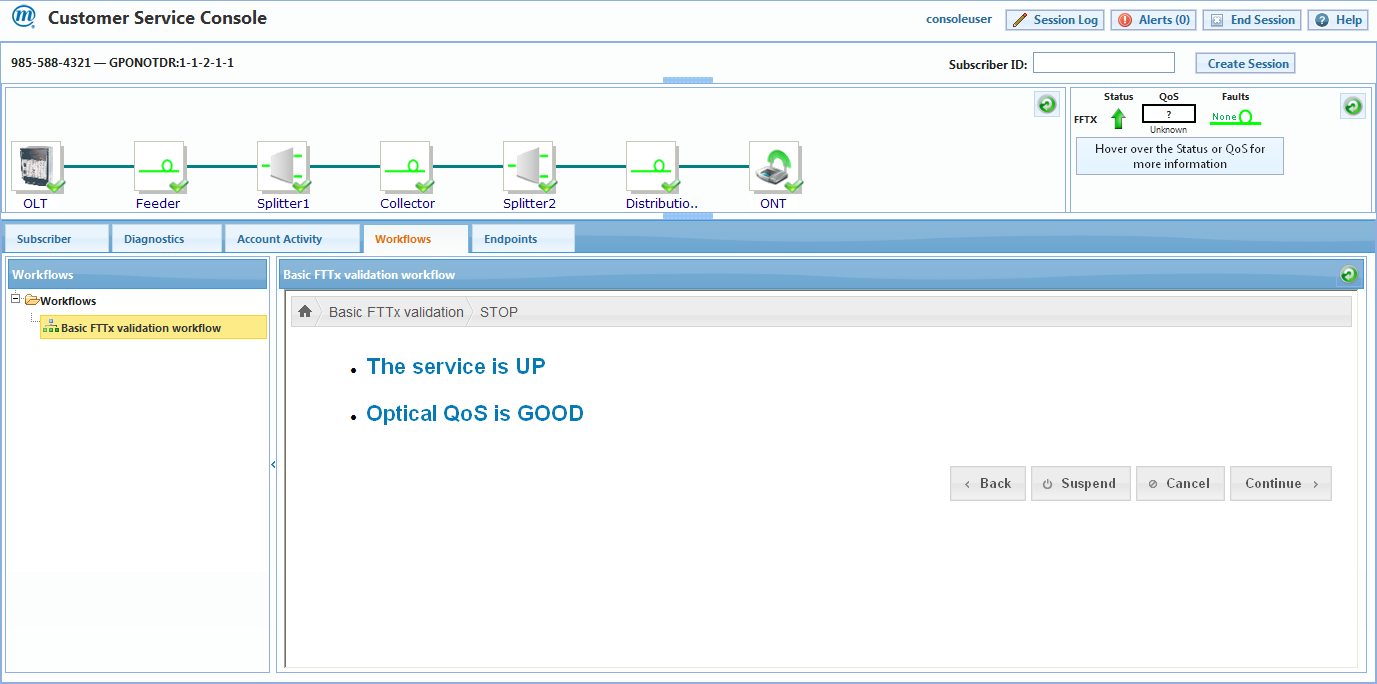 Customer Service Console
consoleuser
Session Log
Alerts (0)
End Session
Help
985-588-4321 — GPONOTDR:1-1-2-1-1
Subscriber ID:
Create Session
OLT
Feeder
Splitter1
Collector
Splitter2
Distributio..
ONT
Status
QoS
Faults
FFTX
?
Unknown
None
Hover over the Status or QoS for
more information
Subscriber
Diagnostics
Account Activity
Workflows
Endpoints
Workflows
Workflows
Basic FTTx validation workflow
Basic FTTx validation workflow
Basic FTTx validation
STOP
• The service is UP
• Optical QoS is GOOD
‹ Back
Suspend
Cancel
Continue ›